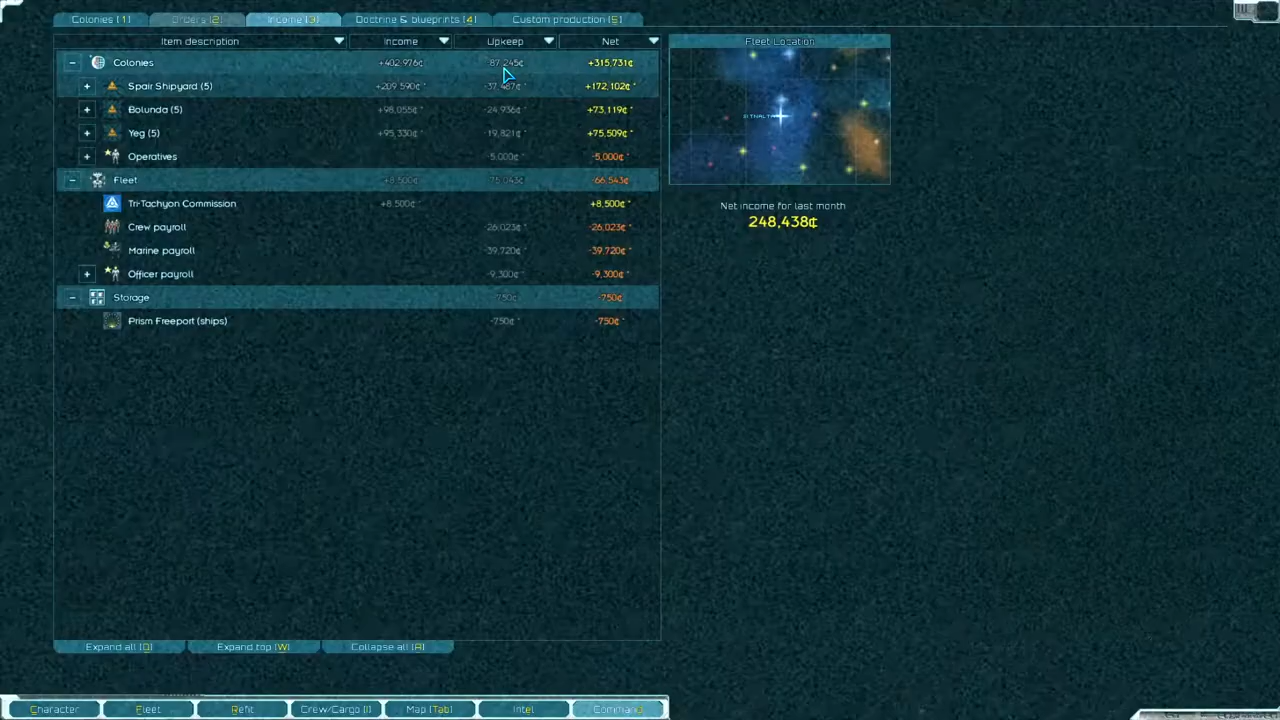 Colonies [1] Orders [2] Income [3] Doctrine & blueprints [4] Custom production [5]
Item description Income Upkeep Net
Colonies +402,976¢ -87,245¢ +315,731¢
Spair Shipyard (5) +209,590¢ * -37,487¢ * +172,102¢ *
Bolunda (5) +98,055¢ * -24,936¢ * +73,119¢ *
Yeg (5) +95,330¢ * -19,821¢ * +75,509¢ *
Operatives -5,000¢ * -5,000¢ *
Fleet +8,500¢ -75,043¢ -66,543¢
Tri-Tachyon Commission +8,500¢ +8,500¢
Crew payroll -26,023¢ * -26,023¢ *
Marine payroll -39,720¢ * -39,720¢ *
Officer payroll -9,300¢ * -9,300¢ *
Storage -750¢ -750¢
Prism Freeport (ships) -750¢ * -750¢ *
Fleet Location
Net income for last month
248,438¢
Expand all [Q] Expand top [W] Collapse all [A]
Character Fleet Refit Crew/Cargo [I] Map [Tab] Intel Command